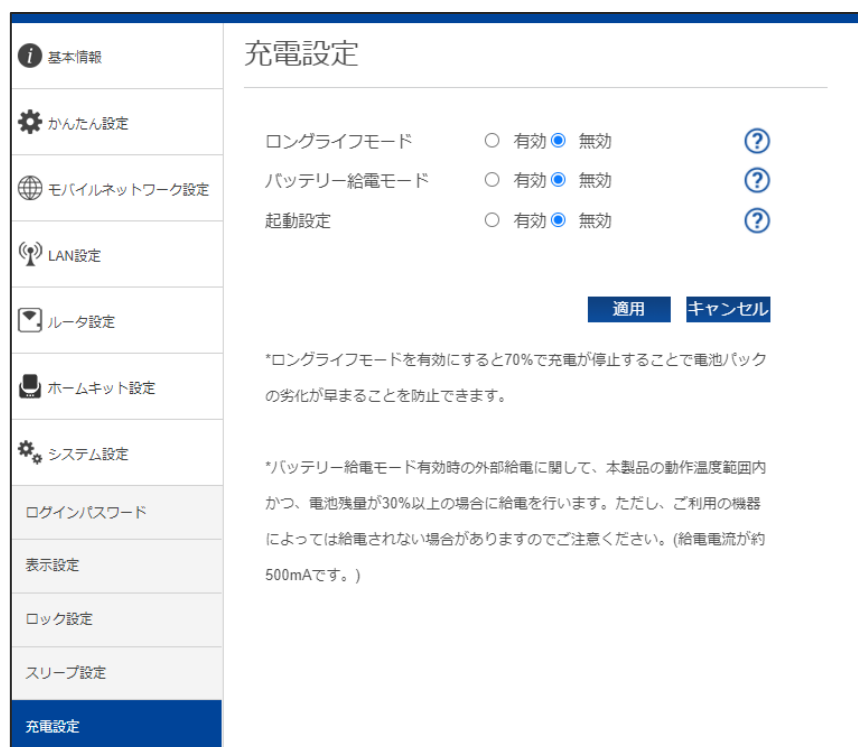 基本情報
かんたん設定
モバイルネットワーク設定
LAN設定
ルータ設定
ホームキット設定
システム設定
ログインパスワード
表示設定
ロック設定
スリープ設定
充電設定
充電設定
ロングライフモード 有効 無効 ?
バッテリー給電モード 有効 無効 ?
起動設定 有効 無効 ?
適用 キャンセル
*ロングライフモードを有効にすると70%で充電が停止することで電池パック
の劣化が早まることを防止できます。
*バッテリー給電モード有効時の外部給電に関して、本製品の動作温度範囲内
かつ、電池残量が30%以上の場合に給電を行います。ただし、ご利用の機器
によっては給電されない場合がありますのでご注意ください。(給電電流が約
500mAです。)